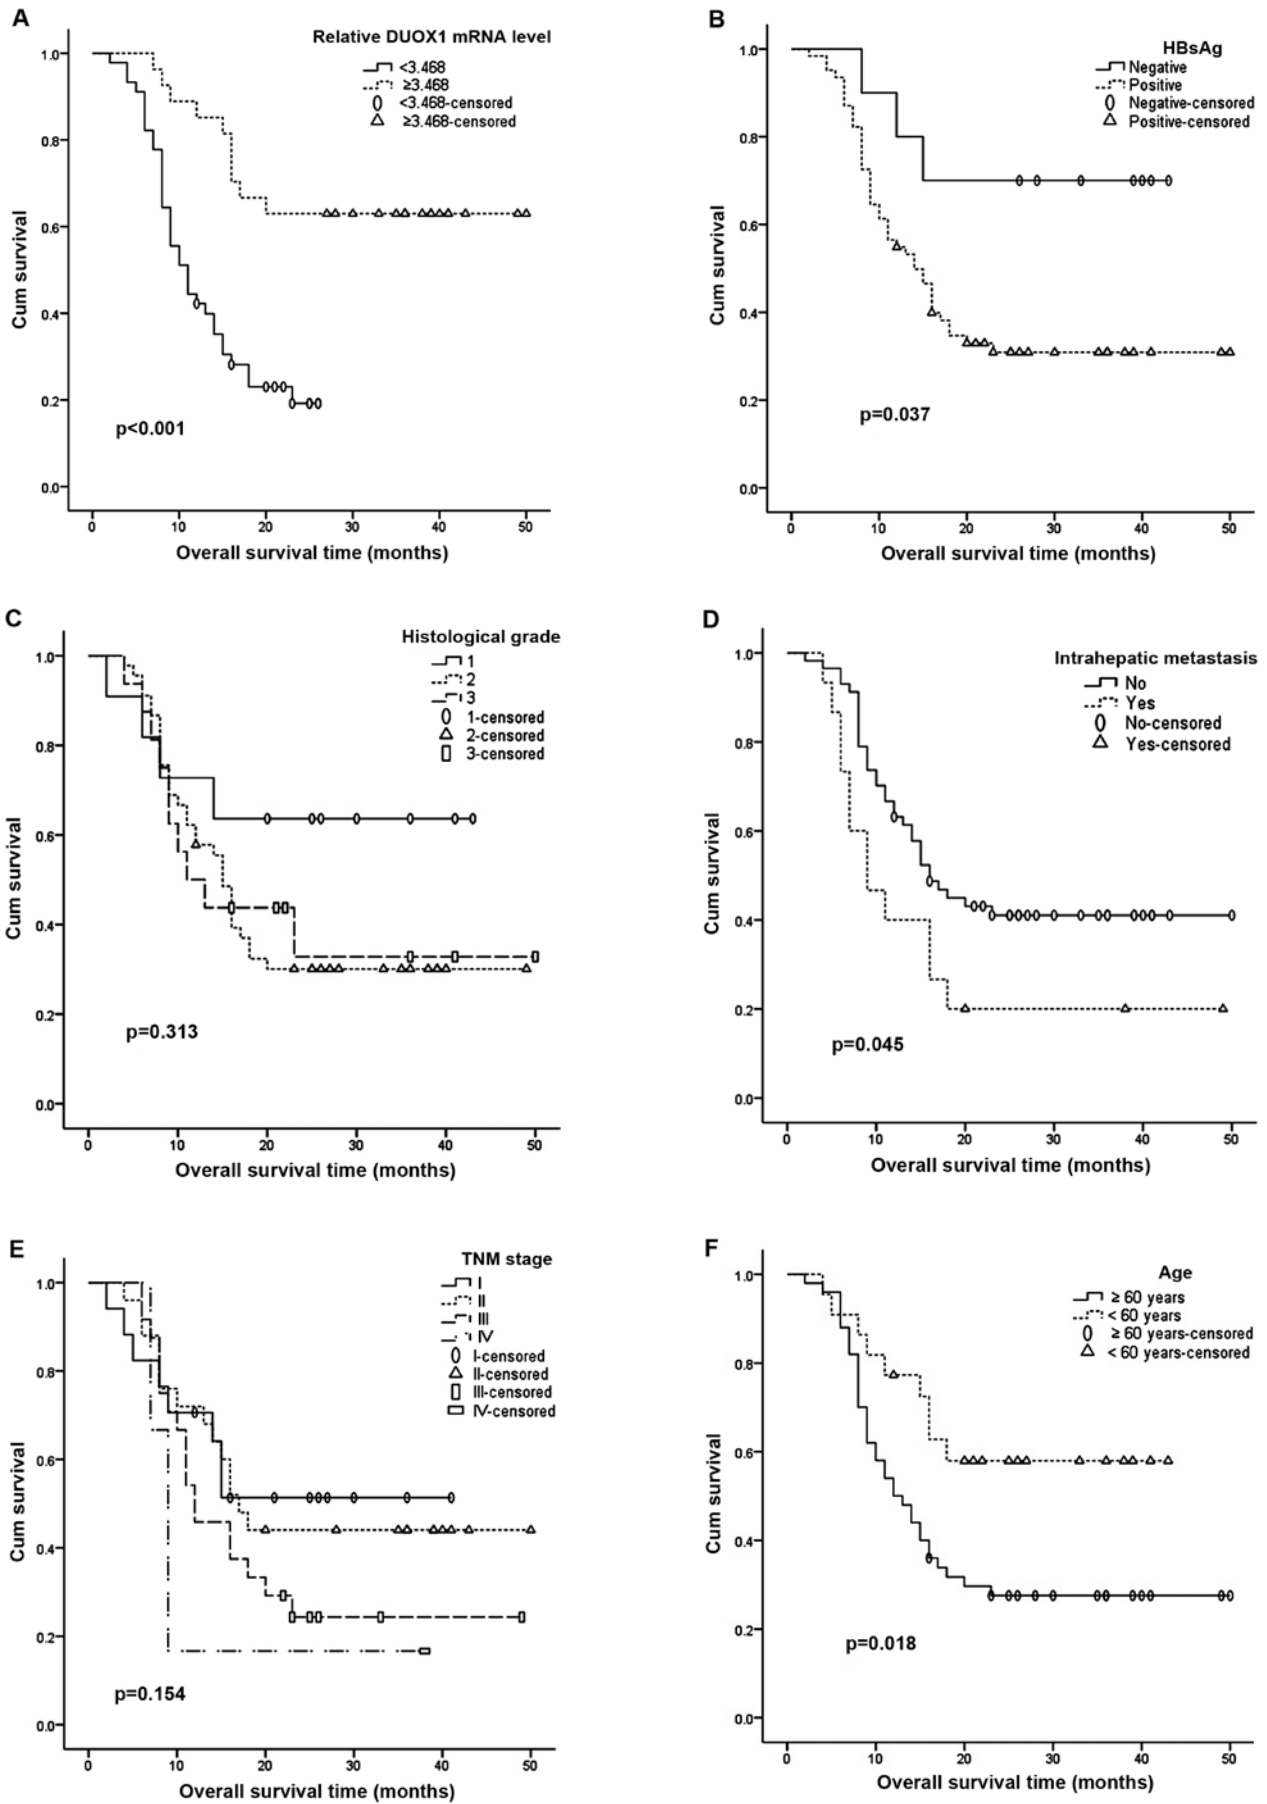 A
Relative DUOX1 mRNA level
<3.468
≥3.468
<3.468-censored
≥3.468-censored
1.0
0.8
0.6
0.4
0.2
0.0
Cum survival
p<0.001
0 10 20 30 40 50
Overall survival time (months)
B
HBsAg
Negative
Positive
Negative-censored
Positive-censored
1.0
0.8
0.6
0.4
0.2
0.0
Cum survival
p=0.037
0 10 20 30 40 50
Overall survival time (months)
C
Histological grade
1
2
3
1-censored
2-censored
3-censored
1.0
0.8
0.6
0.4
0.2
0.0
Cum survival
p=0.313
0 10 20 30 40 50
Overall survival time (months)
D
Intrahepatic metastasis
No
Yes
No-censored
Yes-censored
1.0
0.8
0.6
0.4
0.2
0.0
Cum survival
p=0.045
0 10 20 30 40 50
Overall survival time (months)
E
TNM stage
I
II
III
IV
I-censored
II-censored
III-censored
IV-censored
1.0
0.8
0.6
0.4
0.2
0.0
Cum survival
p=0.154
0 10 20 30 40 50
Overall survival time (months)
F
Age
≥ 60 years
< 60 years
≥ 60 years-censored
< 60 years-censored
1.0
0.8
0.6
0.4
0.2
0.0
Cum survival
p=0.018
0 10 20 30 40 50
Overall survival time (months)